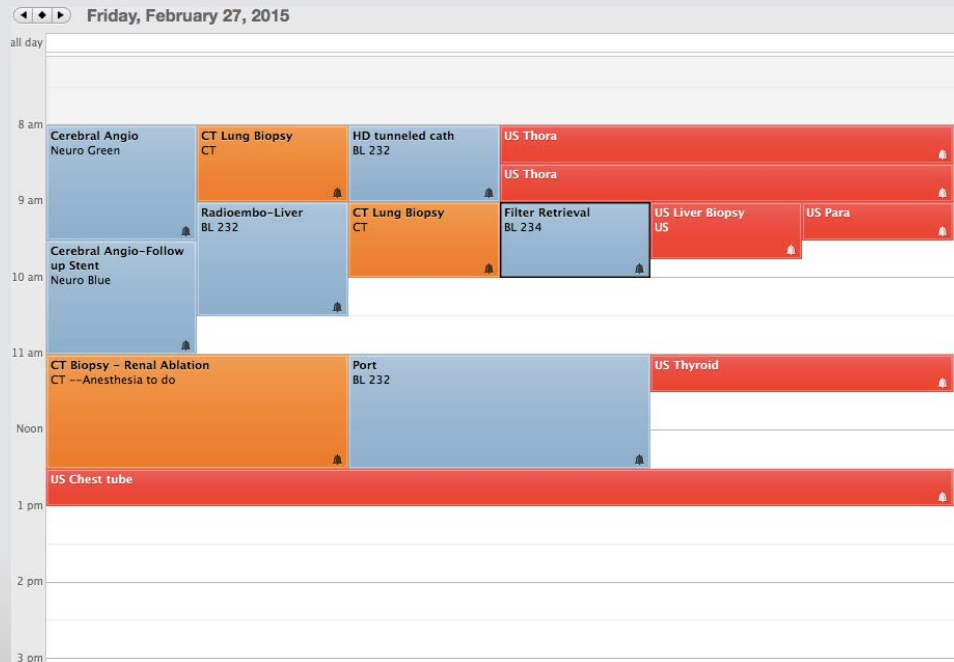 Friday, February 27, 2015
all day
8 am
Cerebral Angio
Neuro Green
CT Lung Biopsy
CT
HD tunneled cath
BL 232
US Thora
US Thora
9 am
Radioembo-Liver
BL 232
CT Lung Biopsy
CT
Filter Retrieval
BL 234
US Liver Biopsy
US
US Para
Cerebral Angio-Follow
up Stent
Neuro Blue
10 am
11 am
CT Biopsy - Renal Ablation
CT --Anesthesia to do
Port
BL 232
US Thyroid
Noon
US Chest tube
1 pm
2 pm
3 pm